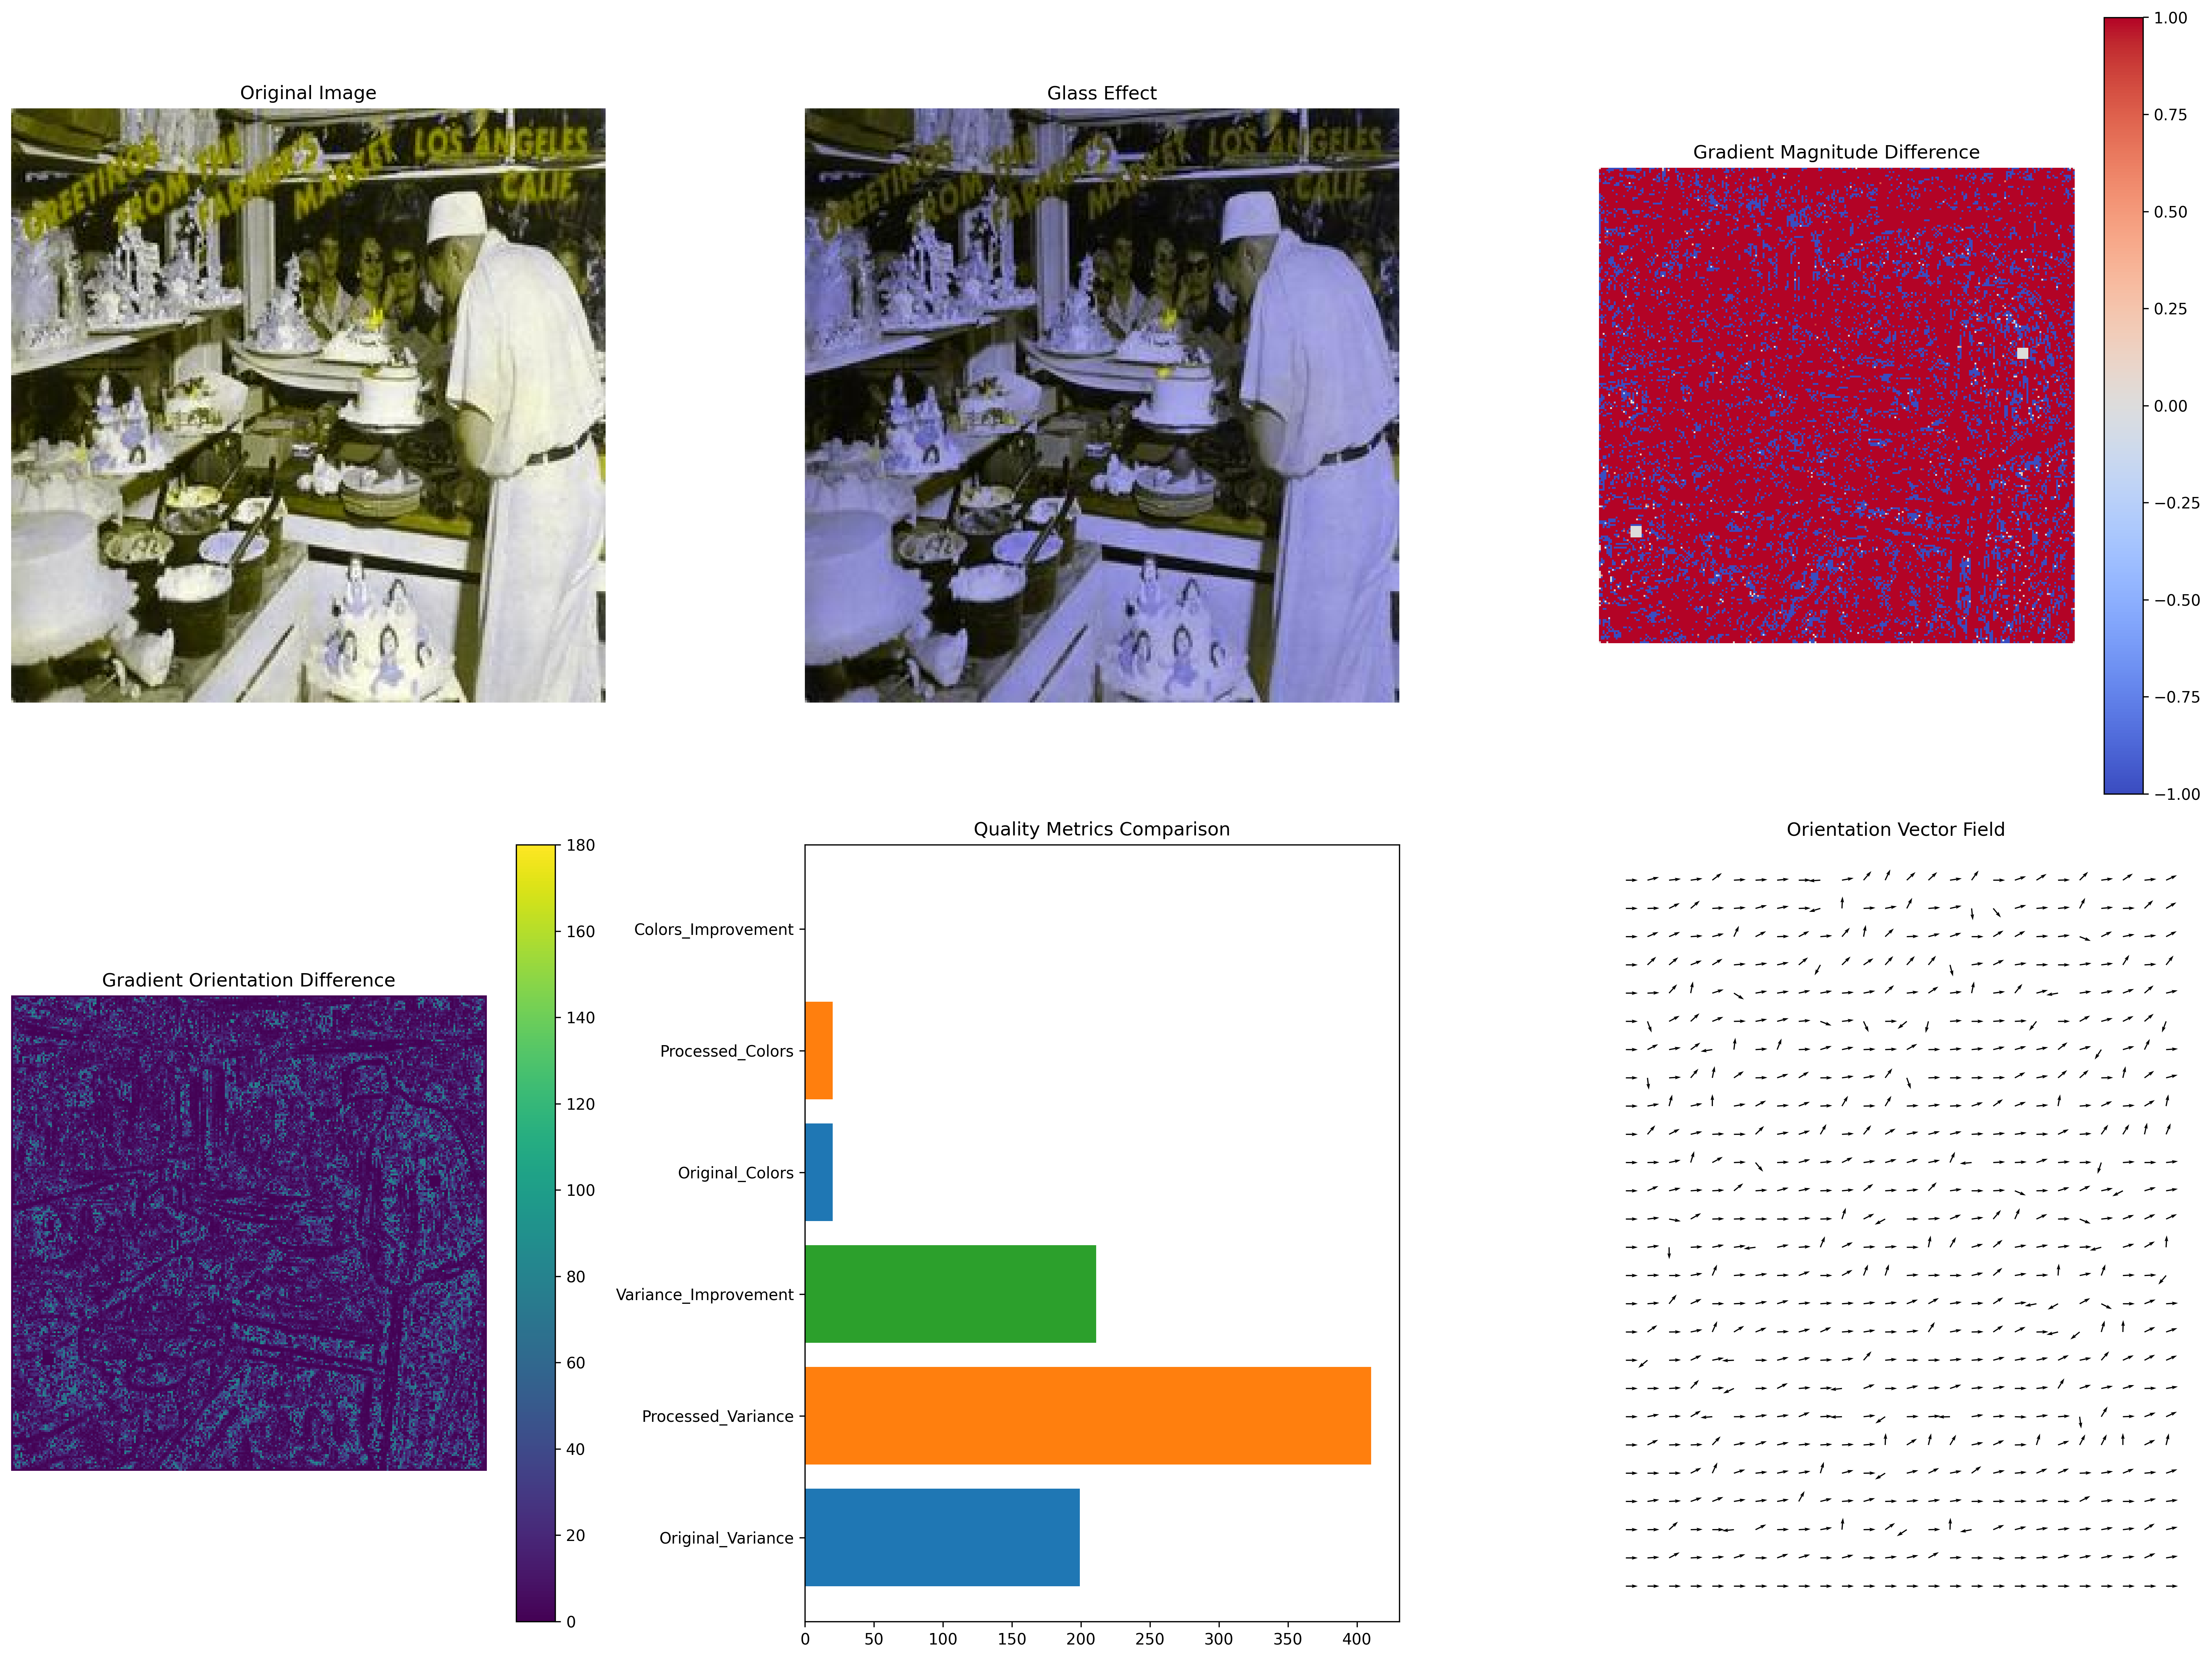 Original Image
GREETINGS FROM THE FARMER'S MARKET LOS ANGELES
CALIF.
Glass Effect
GREETINGS FROM THE FARMER'S MARKET LOS ANGELES
CALIF.
Gradient Magnitude Difference
1.00
0.75
0.50
0.25
0.00
−0.25
−0.50
−0.75
−1.00
Gradient Orientation Difference
180
160
140
120
100
80
60
40
20
0
Quality Metrics Comparison
Colors_Improvement
Processed_Colors
Original_Colors
Variance_Improvement
Processed_Variance
Original_Variance
0 50 100 150 200 250 300 350 400
Orientation Vector Field